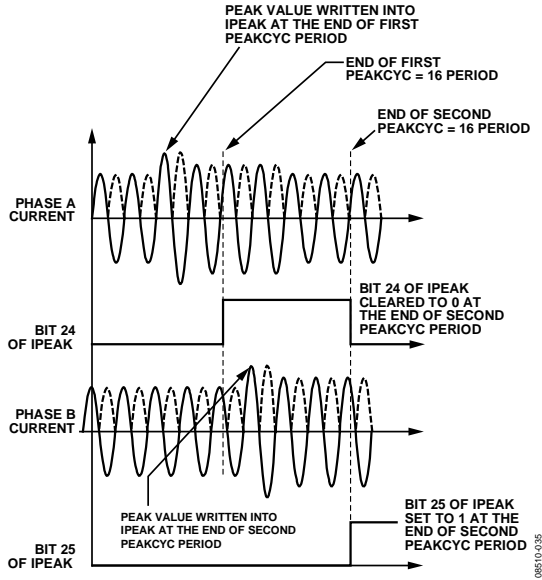 PEAK VALUE WRITTEN INTO
IPEAK AT THE END OF FIRST
PEAKCYC PERIOD
END OF FIRST
PEAKCYC = 16 PERIOD
END OF SECOND
PEAKCYC = 16 PERIOD
PHASE A
CURRENT
BIT 24 OF IPEAK
CLEARED TO 0 AT
THE END OF SECOND
PEAKCYC PERIOD
BIT 24
OF IPEAK
PHASE B
CURRENT
PEAK VALUE WRITTEN INTO
IPEAK AT THE END OF SECOND
PEAKCYC PERIOD
BIT 25 OF IPEAK
SET TO 1 AT THE
END OF SECOND
PEAKCYC PERIOD
BIT 25
OF IPEAK
08510-035